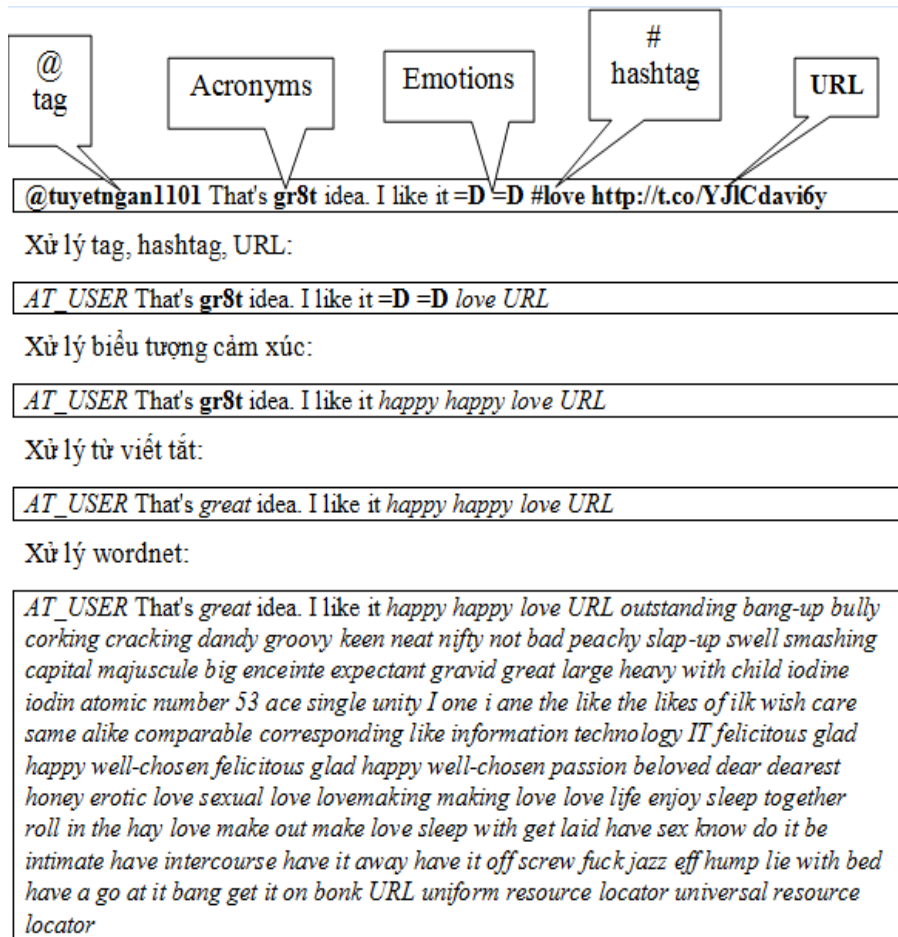 @
tag
Acronyms
Emotions
#
hashtag
URL
@tuyetngan1101 That's gr8t idea. I like it =D =D #love http://t.co/YJlCdavi6y
Xử lý tag, hashtag, URL:
AT_USER That's gr8t idea. I like it =D =D love URL
Xử lý biểu tượng cảm xúc:
AT_USER That's gr8t idea. I like it happy happy love URL
Xử lý từ viết tắt:
AT_USER That's great idea. I like it happy happy love URL
Xử lý wordnet:
AT_USER That's great idea. I like it happy happy love URL outstanding bang-up bully
corking cracking dandy groovy keen neat nifty not bad peachy slap-up swell smashing
capital majuscule big enceinte expectant gravid great large heavy with child iodine
iodin atomic number 53 ace single unity I one i ane the like the likes of ilk wish care
same alike comparable corresponding like information technology IT felicitous glad
happy well-chosen felicitous glad happy well-chosen passion beloved dear dearest
honey erotic love sexual love lovemaking making love love life enjoy sleep together
roll in the hay love make out make love sleep with get laid have sex know do it be
intimate have intercourse have it away have it off screw fuck jazz eff hump lie with bed
have a go at it bang get it on bonk URL uniform resource locator universal resource
locator